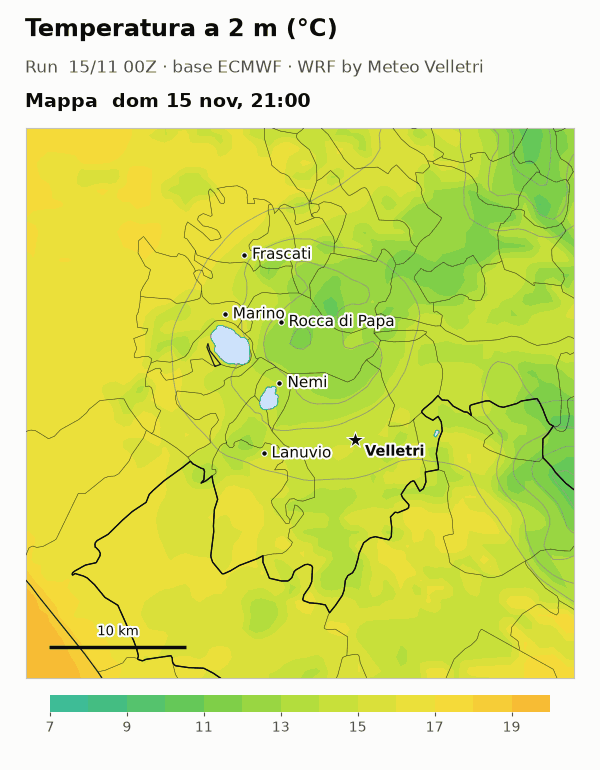 Temperatura a 2 m (°C)
Run  15/11 00Z · base ECMWF · WRF by Meteo Velletri
Mappa  dom 15 nov, 21:00
Frascati
Marino
Rocca di Papa
Nemi
Velletri
Lanuvio
10 km
7 9 11 13 15 17 19